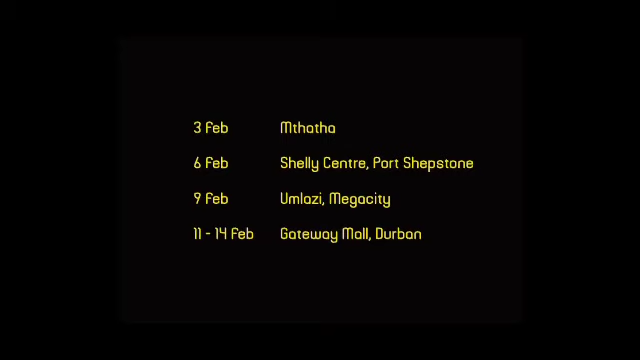 3 Feb Mthatha
6 Feb Shelly Centre, Port Shepstone
9 Feb Umlazi, Megacity
11 - 14 Feb Gateway Mall, Durban